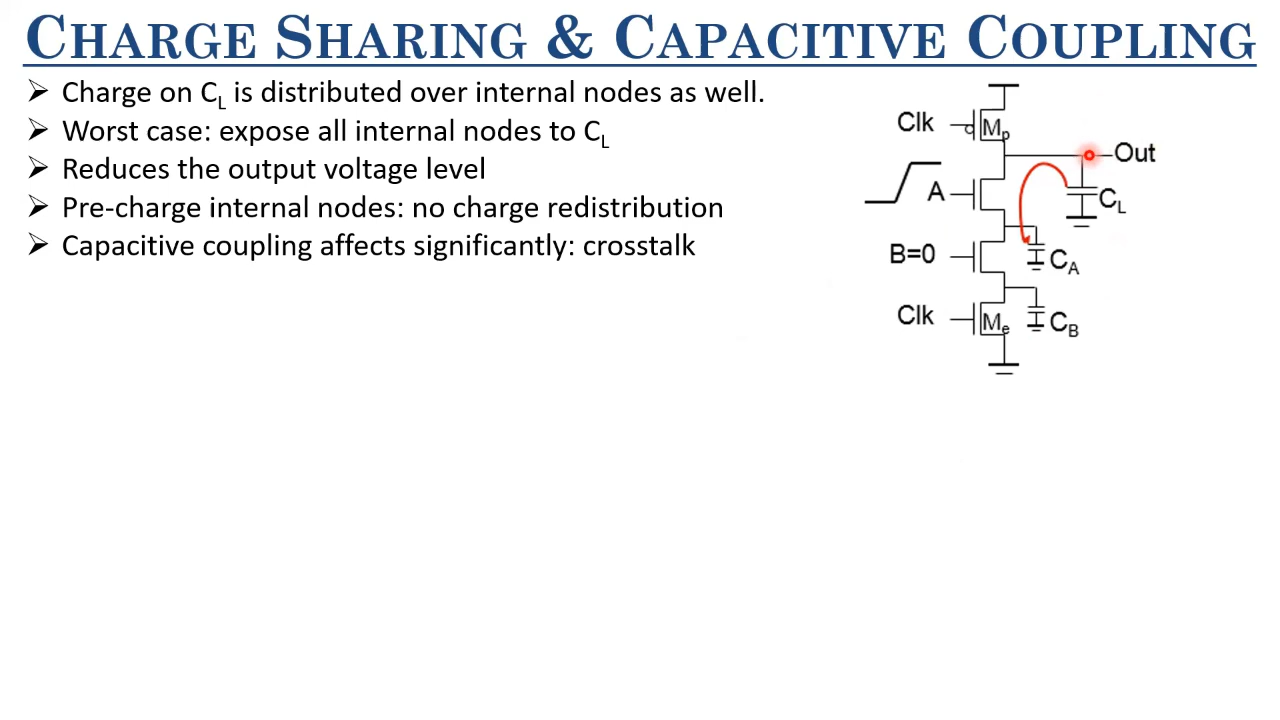 CHARGE SHARING & CAPACITIVE COUPLING
➢ Charge on CL is distributed over internal nodes as well.
➢ Worst case: expose all internal nodes to CL
➢ Reduces the output voltage level
➢ Pre-charge internal nodes: no charge redistribution
➢ Capacitive coupling affects significantly: crosstalk
Clk
Mp
Out
A
CL
B=0
CA
Clk
Me
CB